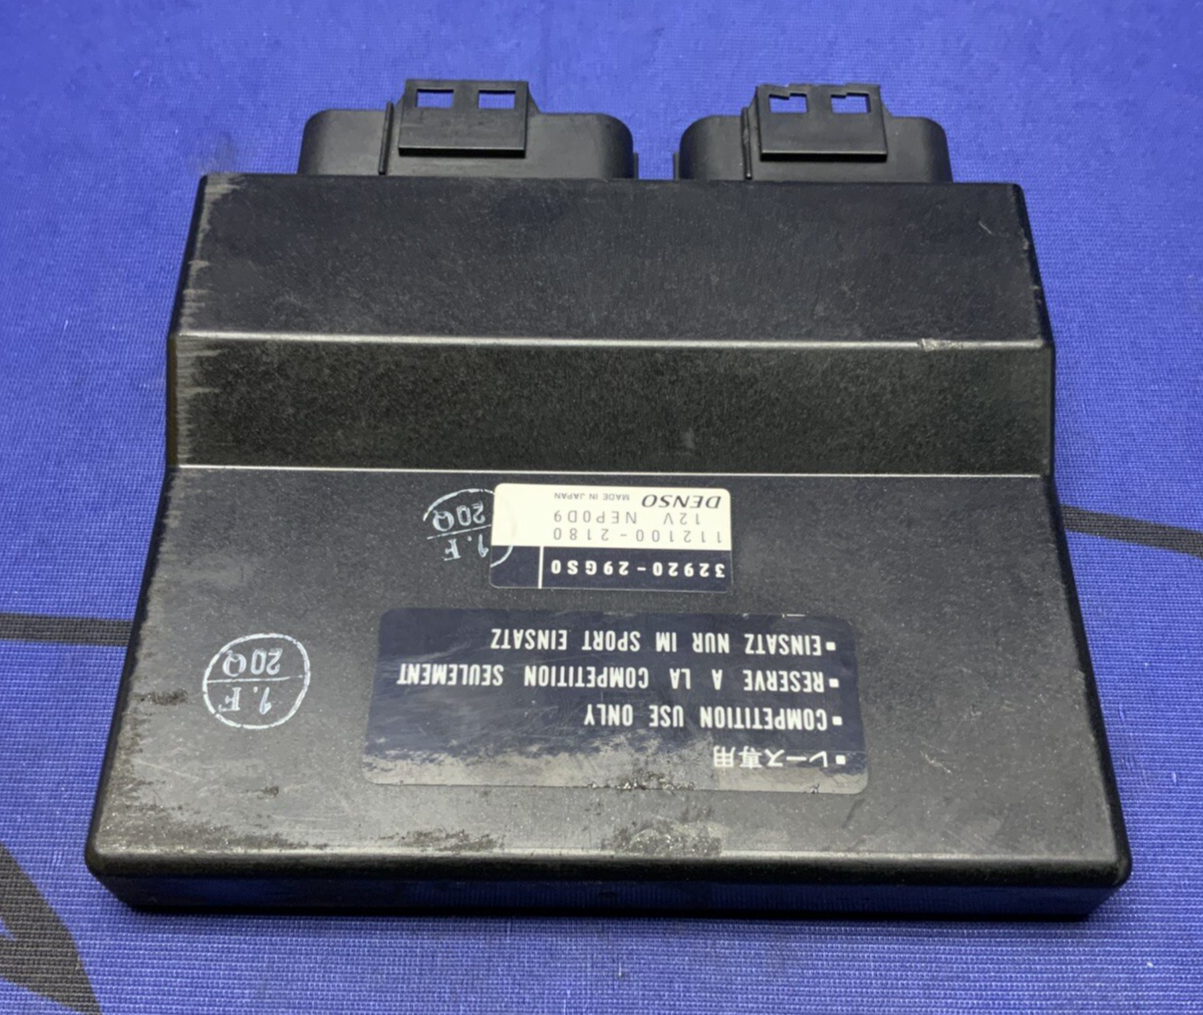 ■レース専用
■COMPETITION USE ONLY
■RESERVE A LA COMPETITION SEULEMENT
■EINSATZ NUR IM SPORT EINSATZ
32920-29GS0
112100-2180
12V NEP0D9
DENSO MADE IN JAPAN
1.F
20Q
1.F
20Q